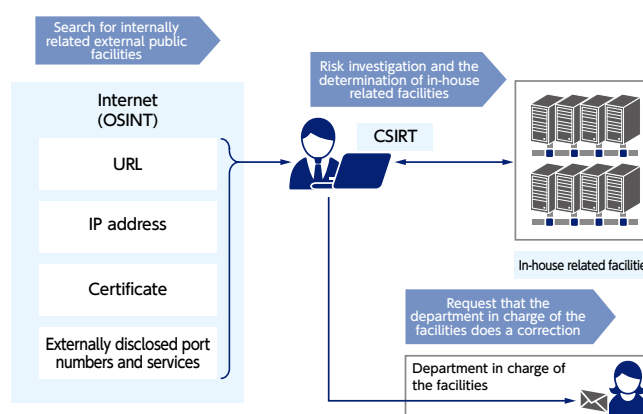 Search for internally
related external public
facilities
Internet
(OSINT)
URL
IP address
Certificate
Externally disclosed port
numbers and services
Risk investigation and the
determination of in-house
related facilities
CSIRT
In-house related facilitie
Request that the
department in charge of the
facilities does a correction
Department in charge of
the facilities